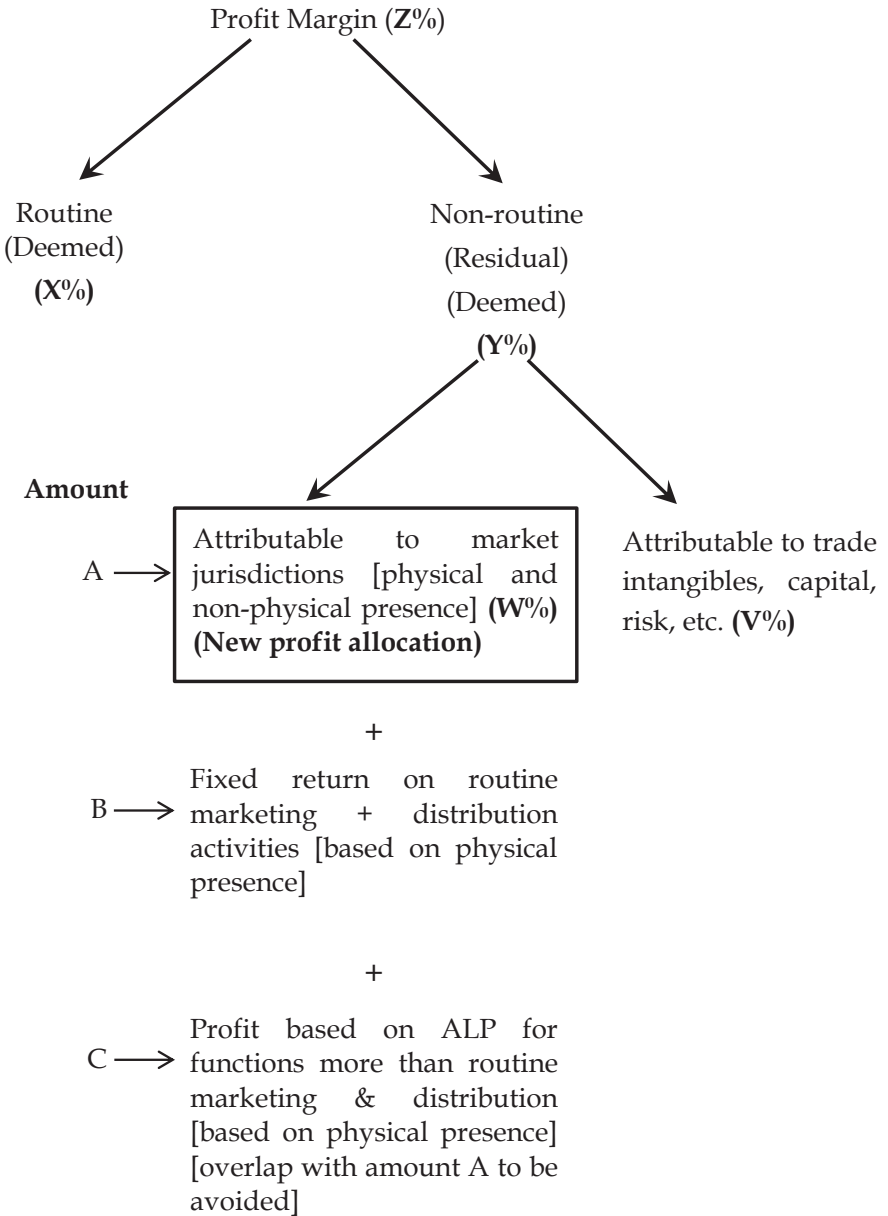 Profit Margin (Z%)
Routine
(Deemed)
(X%)
Non-routine
(Residual)
(Deemed)
(Y%)
Amount
A
Attributable to market
jurisdictions [physical and
non-physical presence] (W%)
(New profit allocation)
Attributable to trade
intangibles, capital,
risk, etc. (V%)
+
B
Fixed return on routine
marketing + distribution
activities [based on physical
presence]
+
C
Profit based on ALP for
functions more than routine
marketing & distribution
[based on physical presence]
[overlap with amount A to be
avoided]